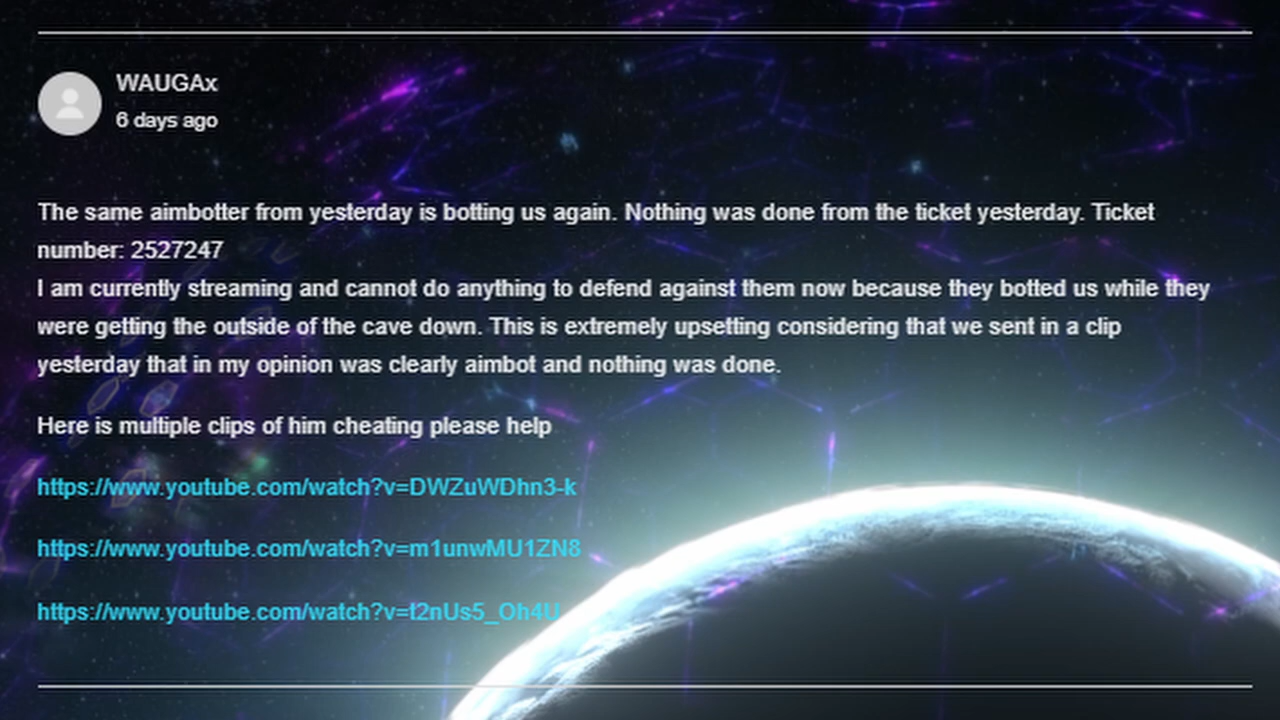 WAUGAx
6 days ago
The same aimbotter from yesterday is botting us again. Nothing was done from the ticket yesterday. Ticket
number: 2527247
I am currently streaming and cannot do anything to defend against them now because they botted us while they
were getting the outside of the cave down. This is extremely upsetting considering that we sent in a clip
yesterday that in my opinion was clearly aimbot and nothing was done.
Here is multiple clips of him cheating please help
https://www.youtube.com/watch?v=DWZuWDhn3-k
https://www.youtube.com/watch?v=m1unwMU1ZN8
https://www.youtube.com/watch?v=t2nUs5_Oh4U